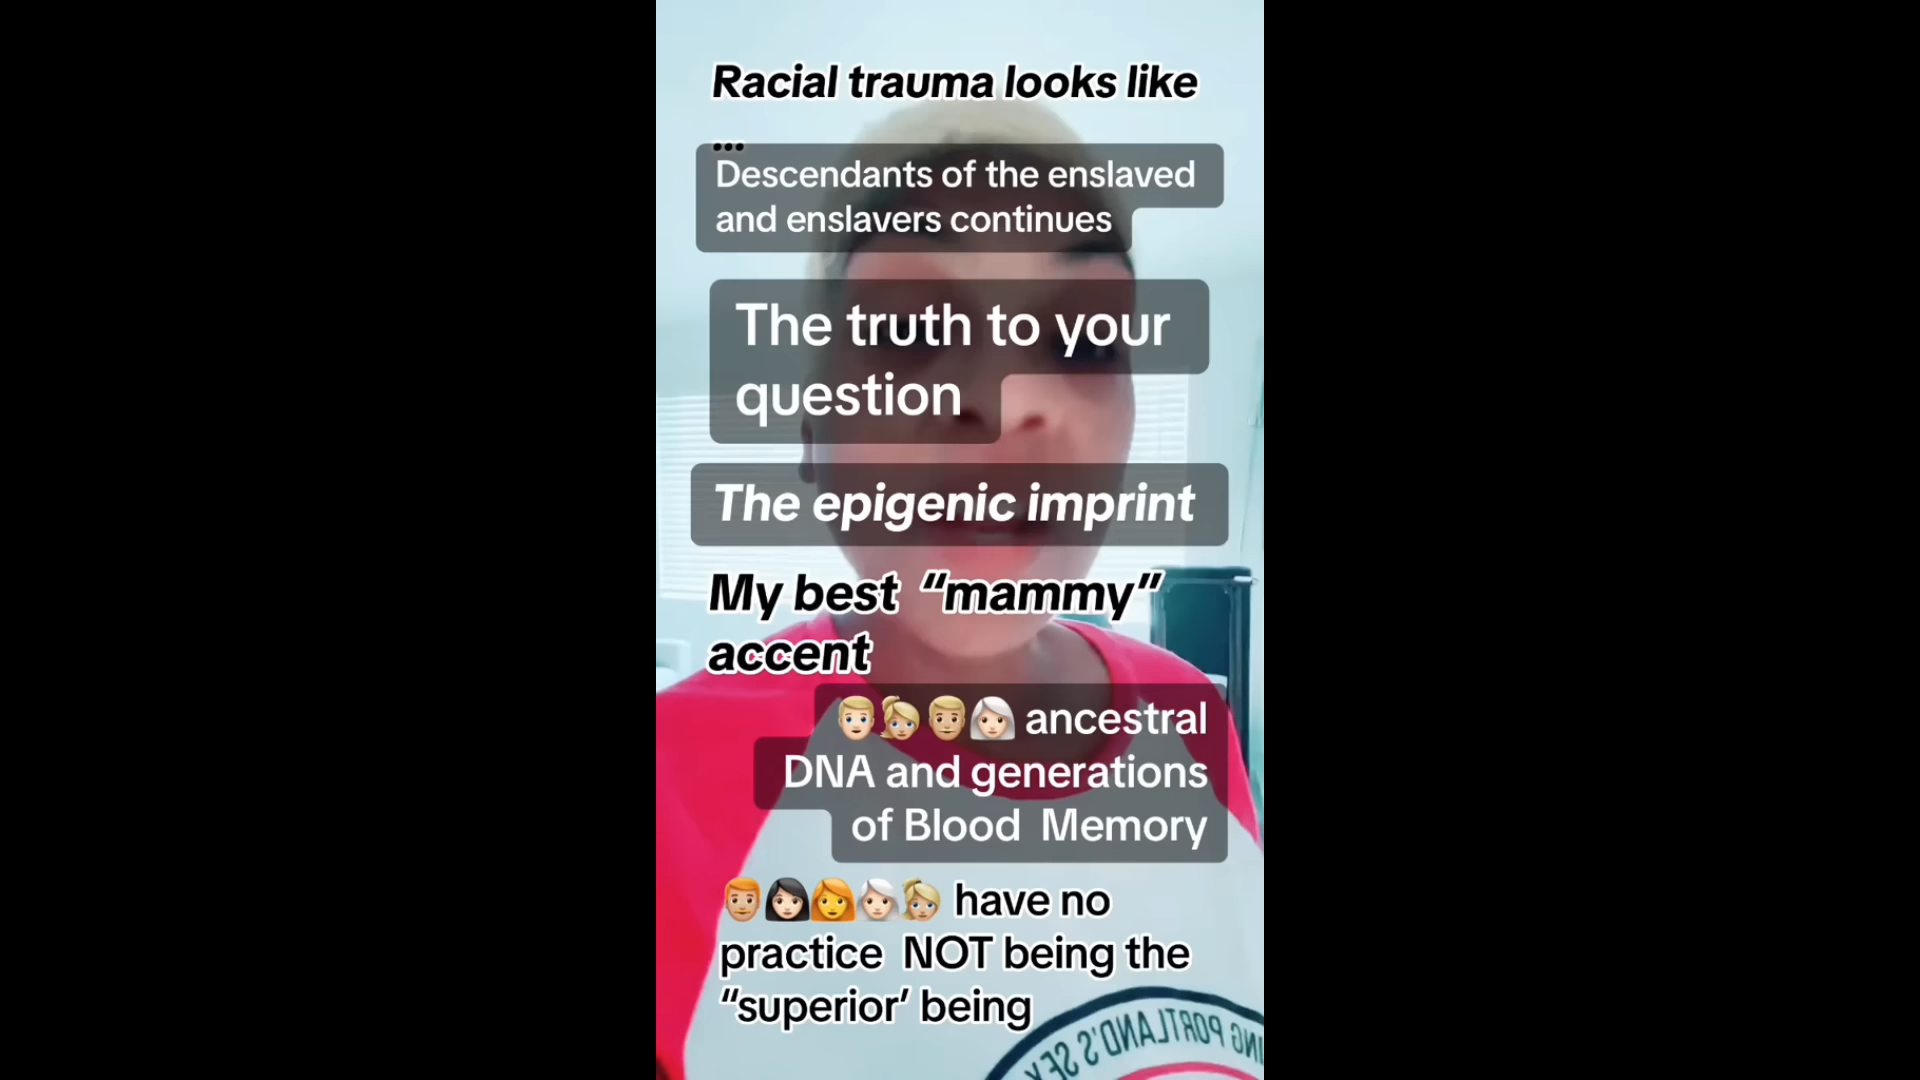 Racial trauma looks like
...
Descendants of the enslaved
and enslavers continues
The truth to your
question
The epigenic imprint
My best “mammy”
accent
👱🏻‍♂️👱🏼‍♀️👨🏼👩🏻‍🦳 ancestral
DNA and generations
of Blood Memory
👨🏼‍🦰👩🏻👩‍🦰👩🏻‍🦳👱🏼‍♀️ have no
practice NOT being the
“superior’ being
ING PORTLAND'S